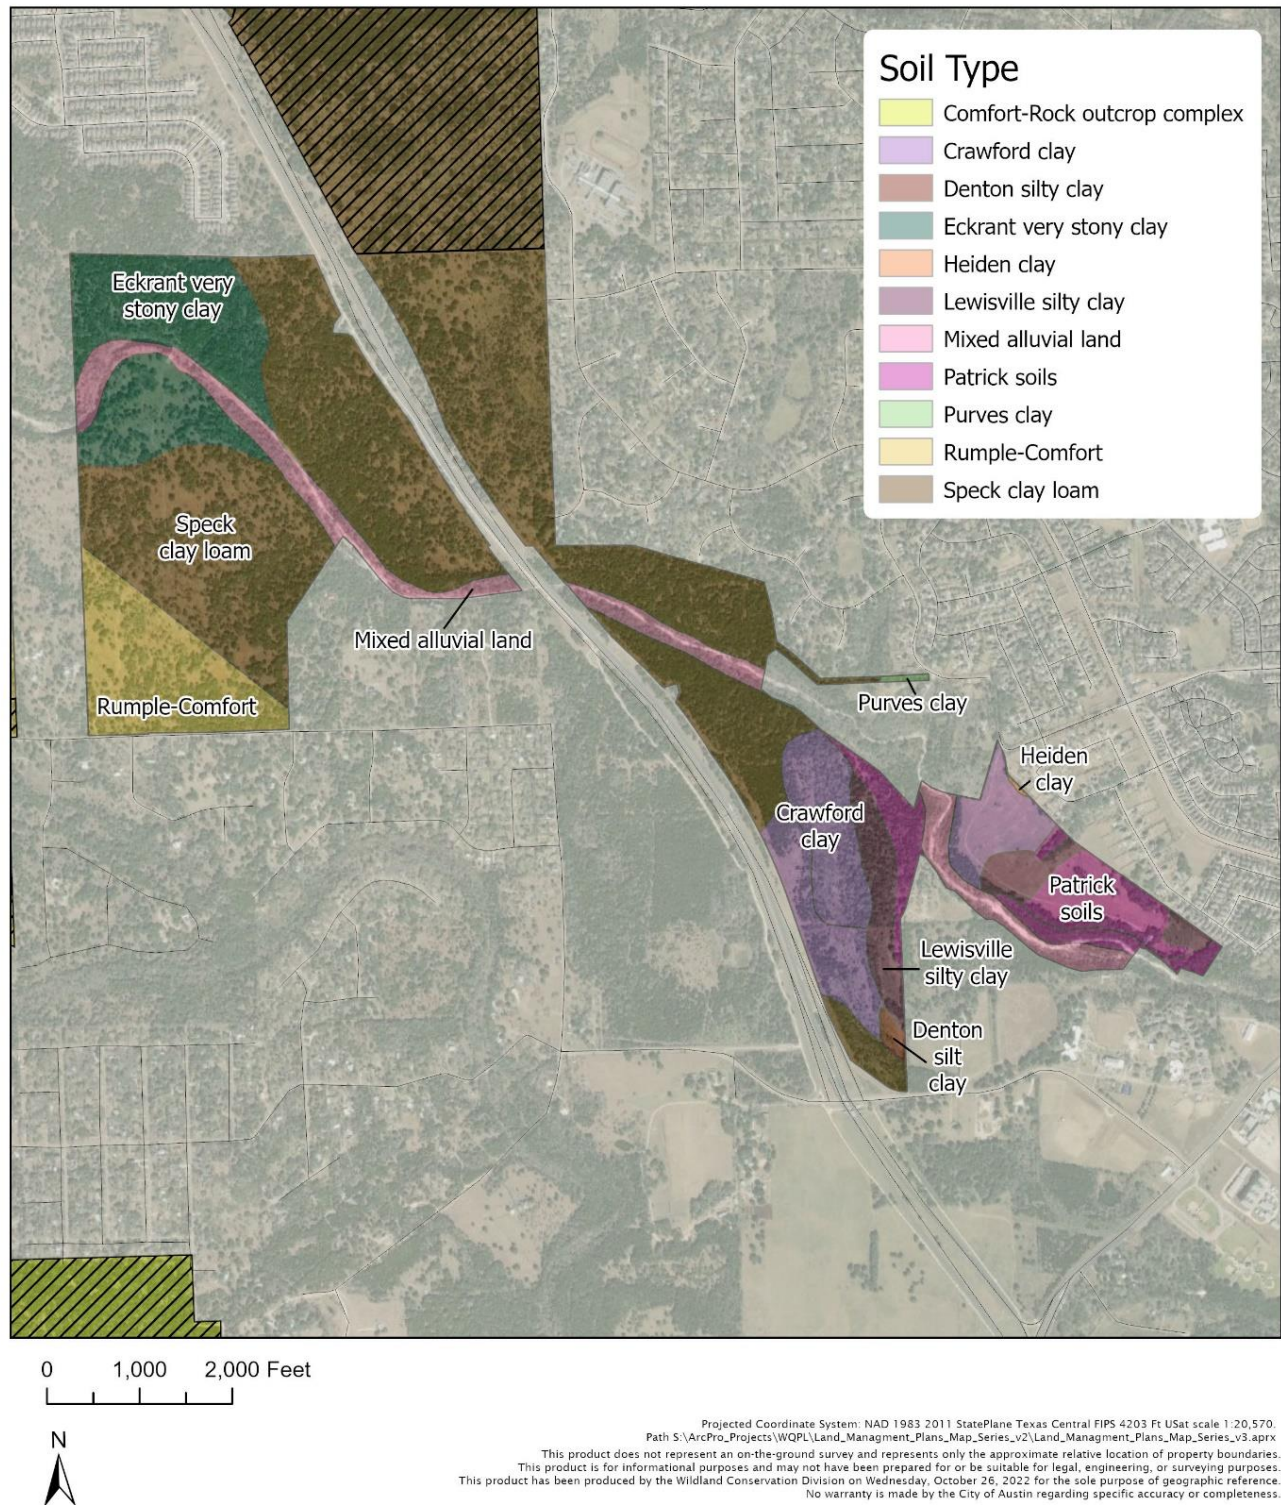 Soil Type
Comfort-Rock outcrop complex
Crawford clay
Denton silty clay
Eckrant very stony clay
Heiden clay
Lewisville silty clay
Mixed alluvial land
Patrick soils
Purves clay
Rumple-Comfort
Speck clay loam
Eckrant very
stony clay
Speck
clay loam
Mixed alluvial land
Rumple-Comfort
Purves clay
Heiden
clay
Crawford
clay
Patrick
soils
Lewisville
silty clay
Denton
silt
clay
0 1,000 2,000 Feet
N
Projected Coordinate System: NAD 1983 2011 StatePlane Texas Central FIPS 4203 Ft USat scale 1:20,570.
Path S:\ArcPro_Projects\WQPL\Land_Managment_Plans_Map_Series_v2\Land_Managment_Plans_Map_Series_v3.aprx
This product does not represent an on-the-ground survey and represents only the approximate relative location of property boundaries.
This product is for informational purposes and may not have been prepared for or be suitable for legal, engineering, or surveying purposes.
This product has been produced by the Wildland Conservation Division on Wednesday, October 26, 2022 for the sole purpose of geographic reference.
No warranty is made by the City of Austin regarding specific accuracy or completeness.